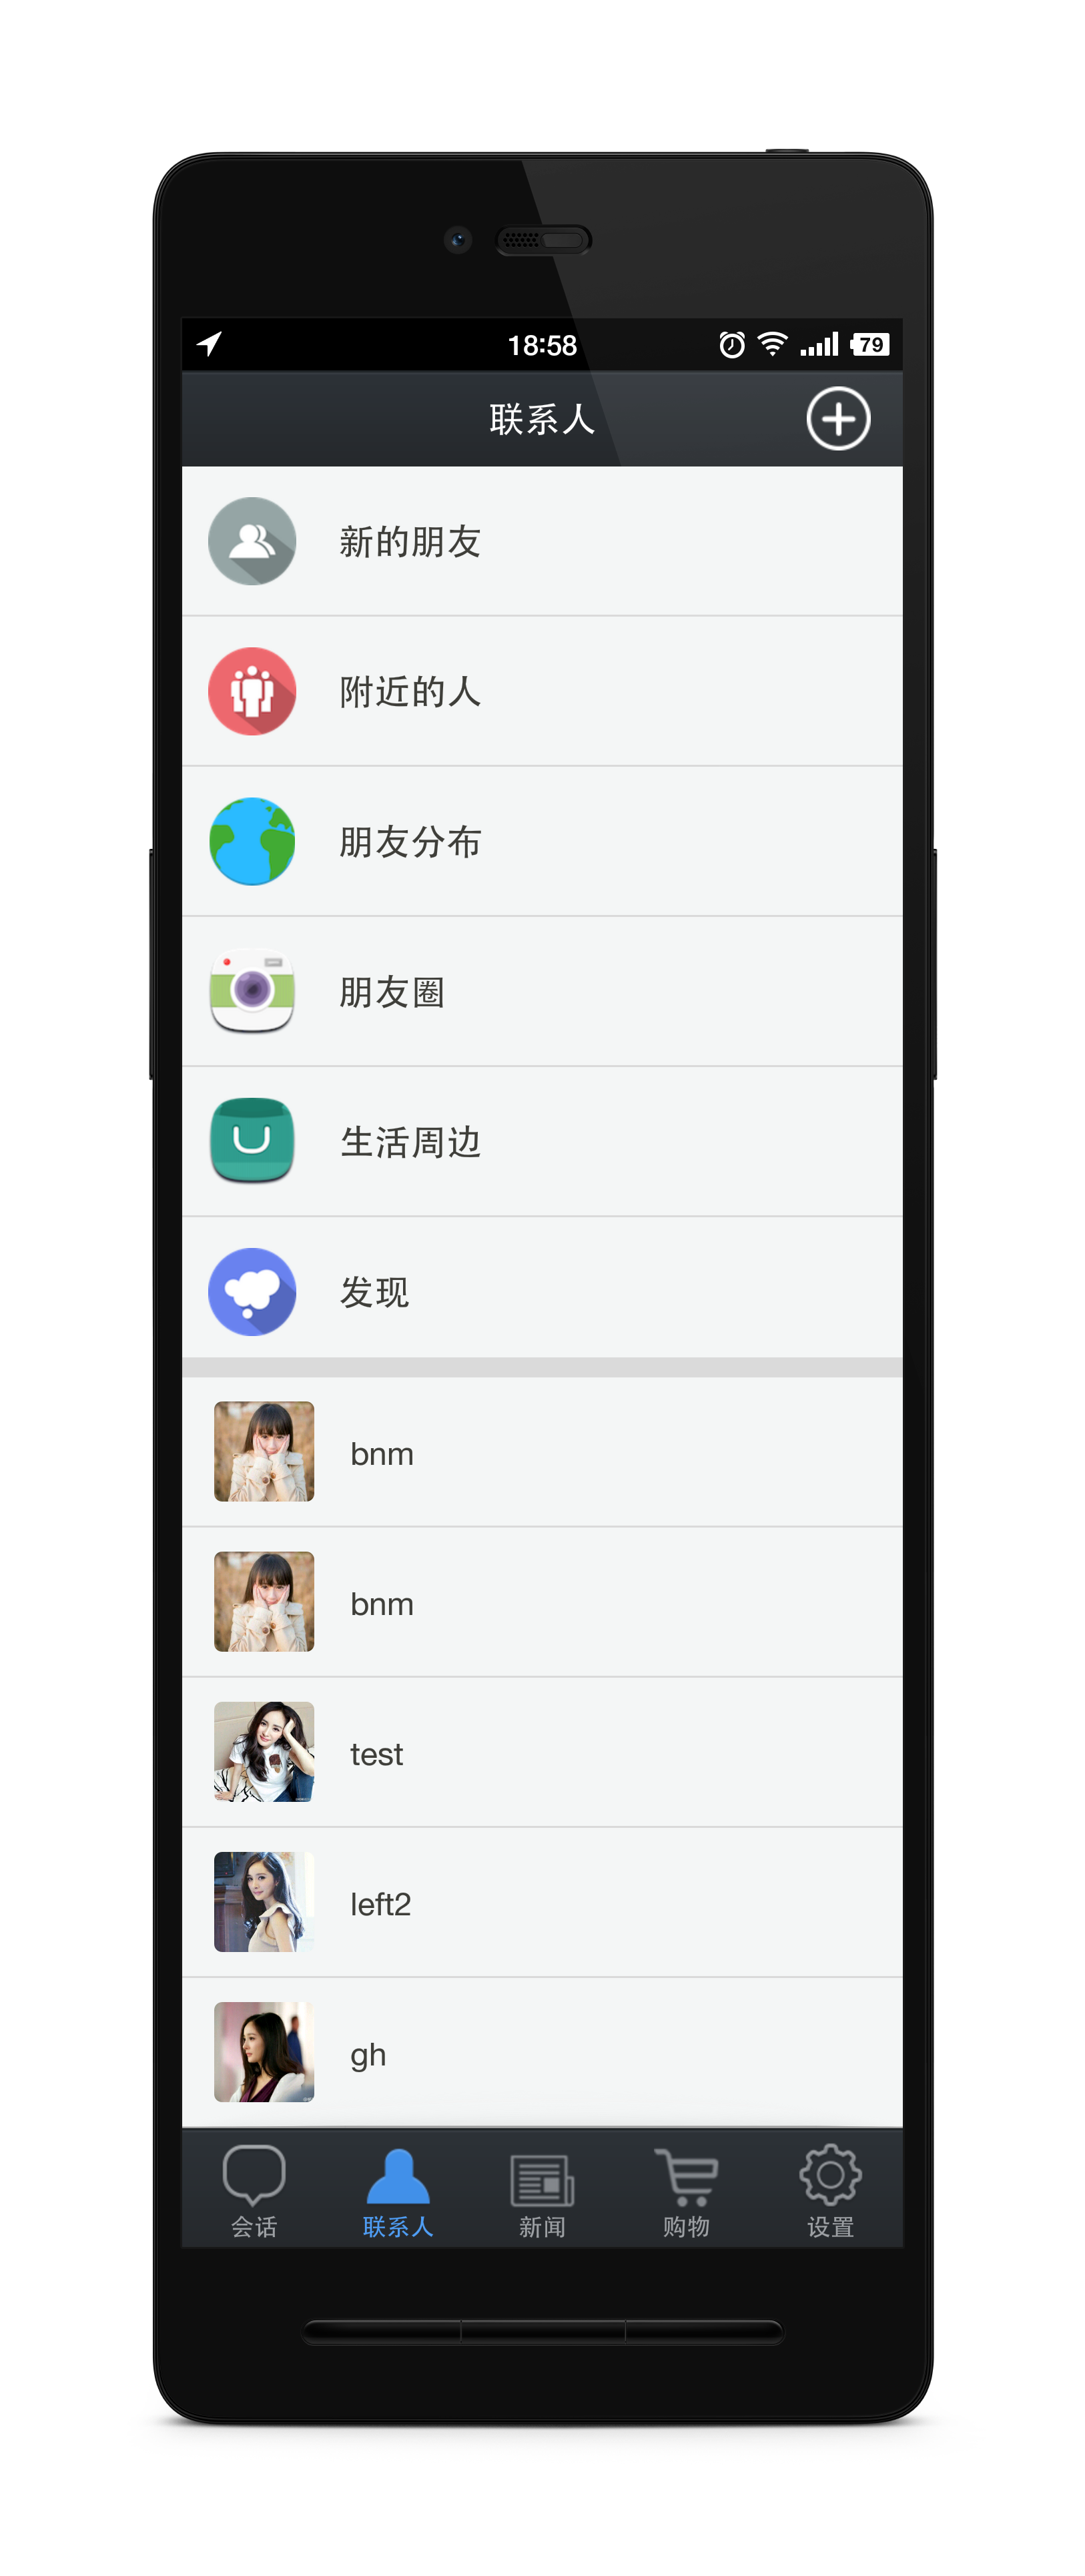 18:58
79
联系人
新的朋友
附近的人
朋友分布
朋友圈
生活周边
发现
bnm
bnm
test
left2
gh
会话
联系人
新闻
购物
设置